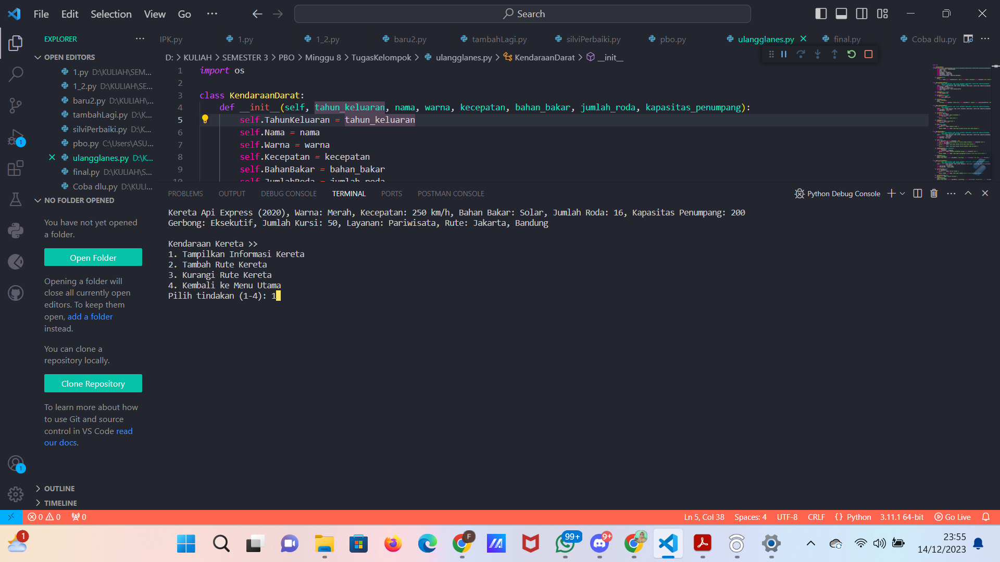 File Edit Selection View Go ··· Search
EXPLORER ···
IPK.py 1.py 1_2.py baru2.py tambahLagi.py silviPerbaiki.py pbo.py ulangglanes.py final.py Coba dlu.py ···
OPEN EDITORS
1.py D:\KULIAH\SEM...
1_2.py D:\KULIAH\SE...
baru2.py D:\KULIAH\...
tambahLagi.py D:\K...
silviPerbaiki.py D:\K...
pbo.py C:\Users\ASU...
ulangglanes.py D:\K...
final.py D:\KULIAH\S...
Coba dlu.py D:\KULI...
NO FOLDER OPENED
You have not yet opened
a folder.
Open Folder
Opening a folder will
close all currently open
editors. To keep them
open, add a folder
instead.
You can clone a
repository locally.
Clone Repository
To learn more about how
to use Git and source
control in VS Code read
our docs.
OUTLINE
TIMELINE
D: > KULIAH > SEMESTER 3 > PBO > Minggu 8 > TugasKelompok > ulangglanes.py > KendaraanDarat > __init__
1 import os
2
3 class KendaraanDarat:
4 def __init__(self, tahun_keluaran, nama, warna, kecepatan, bahan_bakar, jumlah_roda, kapasitas_penumpang):
5 self.TahunKeluaran = tahun_keluaran
6 self.Nama = nama
7 self.Warna = warna
8 self.Kecepatan = kecepatan
9 self.BahanBakar = bahan_bakar
10 self.JumlahRoda = jumlah_roda
PROBLEMS OUTPUT DEBUG CONSOLE TERMINAL PORTS POSTMAN CONSOLE
Python Debug Console
Kereta Api Express (2020), Warna: Merah, Kecepatan: 250 km/h, Bahan Bakar: Solar, Jumlah Roda: 16, Kapasitas Penumpang: 200
Gerbong: Eksekutif, Jumlah Kursi: 50, Layanan: Pariwisata, Rute: Jakarta, Bandung
Kendaraan Kereta >>
1. Tampilkan Informasi Kereta
2. Tambah Rute Kereta
3. Kurangi Rute Kereta
4. Kembali ke Menu Utama
Pilih tindakan (1-4): 1
1
1
0 0 0
Ln 5, Col 38 Spaces: 4 UTF-8 CRLF {} Python 3.11.1 64-bit Go Live
1
F
99+
9+
23:55
14/12/2023